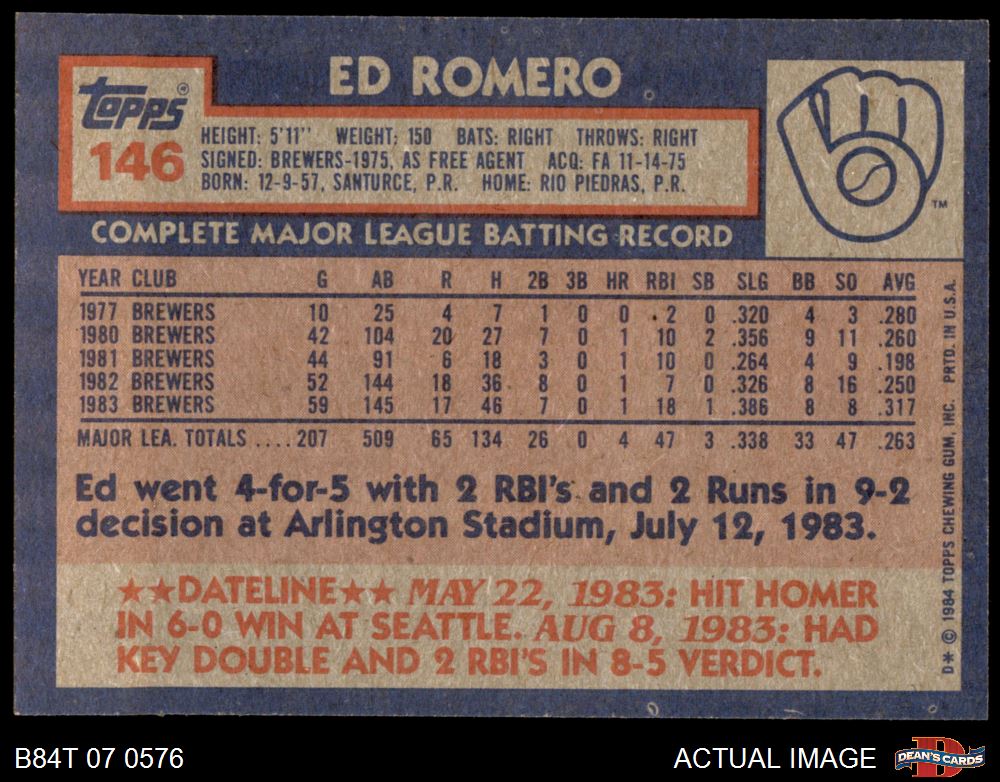 ED ROMERO
Topps®
146
HEIGHT: 5'11" WEIGHT: 150 BATS: RIGHT THROWS: RIGHT
SIGNED: BREWERS-1975, AS FREE AGENT ACQ: FA 11-14-75
BORN: 12-9-57, SANTURCE, P.R. HOME: RIO PIEDRAS, P.R.
TM
COMPLETE MAJOR LEAGUE BATTING RECORD
YEAR CLUB G AB R H 2B 3B HR RBI SB SLG BB SO AVG
1977 BREWERS 10 25 4 7 1 0 0 2 0 .320 4 3 .280
1980 BREWERS 42 104 20 27 7 0 1 10 2 .356 9 11 .260
1981 BREWERS 44 91 6 18 3 0 1 10 0 .264 4 9 .198
1982 BREWERS 52 144 18 36 8 0 1 7 0 .326 8 16 .250
1983 BREWERS 59 145 17 46 7 0 1 18 1 .386 8 8 .317
MAJOR LEA. TOTALS .... 207 509 65 134 26 0 4 47 3 .338 33 47 .263
Ed went 4-for-5 with 2 RBI's and 2 Runs in 9-2
decision at Arlington Stadium, July 12, 1983.
★★DATELINE★★ MAY 22, 1983: HIT HOMER
IN 6-0 WIN AT SEATTLE. AUG 8, 1983: HAD
KEY DOUBLE AND 2 RBI'S IN 8-5 VERDICT.
D* © 1984 TOPPS CHEWING GUM, INC. PRTD. IN U.S.A.
B84T 07 0576
ACTUAL IMAGE
D
DEAN'S CARDS